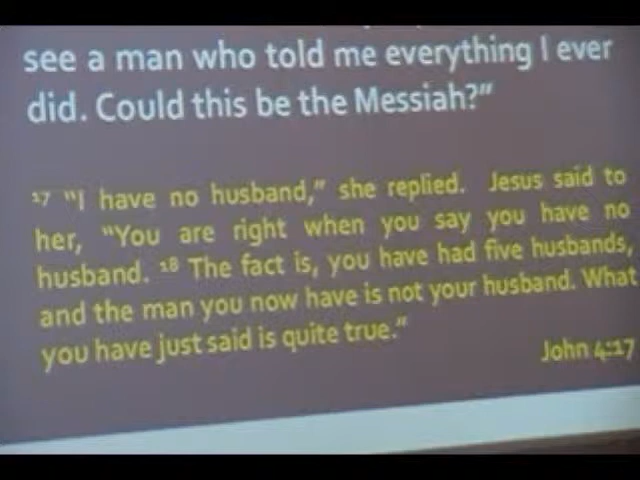 see a man who told me everything I ever
did. Could this be the Messiah?”
17 “I have no husband,” she replied. Jesus said to
her, “You are right when you say you have no
husband. 18 The fact is, you have had five husbands,
and the man you now have is not your husband. What
you have just said is quite true.”
John 4:17